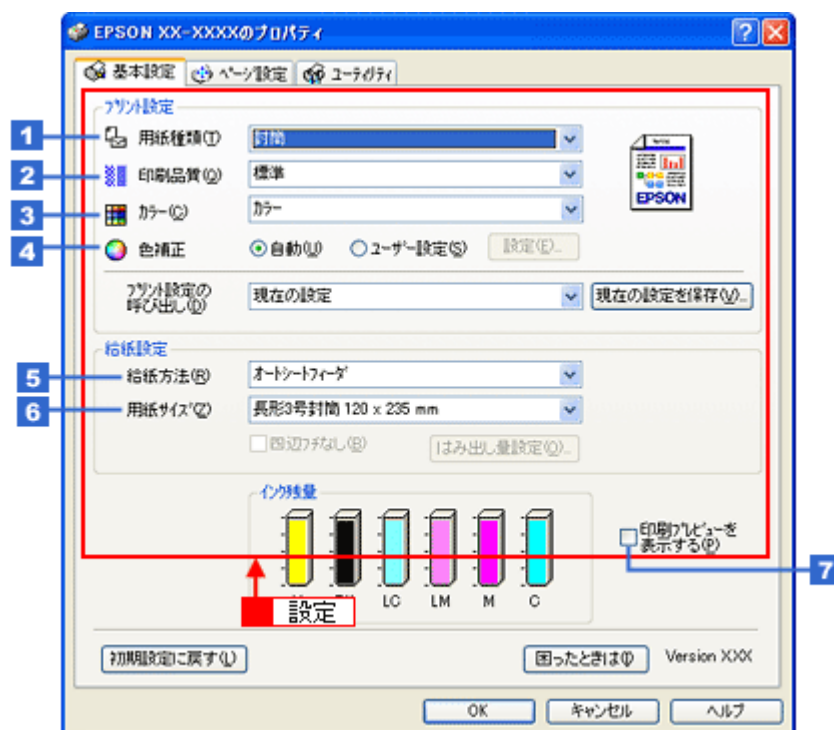 EPSON XX-XXXXのプロパティ
基本設定 ページ設定 ユーティリティ
プリント設定
1 用紙種類(T) 封筒
2 印刷品質(Q) 標準
3 カラー(C) カラー
EPSON
4 色補正 自動(U) ユーザー設定(S) 設定(E)...
プリント設定の
呼び出し(D) 現在の設定 現在の設定を保存(V)...
給紙設定
5 給紙方法(R) オートシートフィーダ
6 用紙サイズ(Z) 長形3号封筒 120 x 235 mm
四辺フチなし(B) はみ出し量設定(O)...
インク残量
印刷プレビューを
表示する(P)
7
LC LM M C
設定
初期設定に戻す(L) 困ったときは(I) Version XXX
OK キャンセル ヘルプ